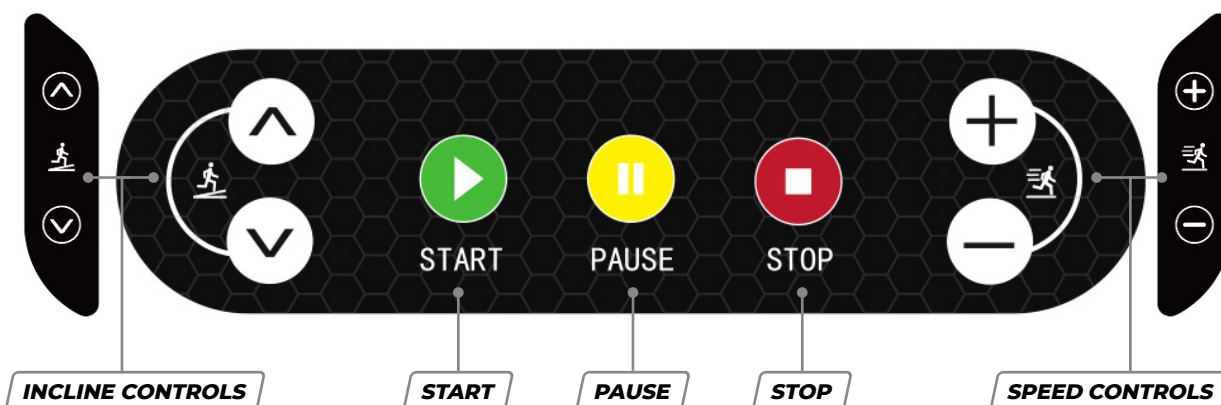 START
PAUSE
STOP
INCLINE CONTROLS
START
PAUSE
STOP
SPEED CONTROLS